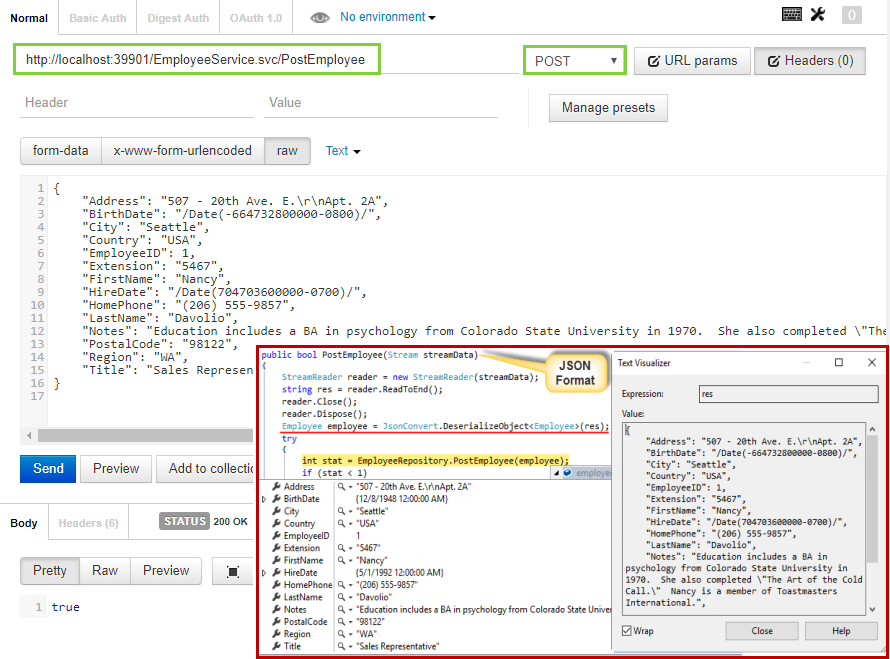 Normal
Basic Auth
Digest Auth
OAuth 1.0
No environment
0
http://localhost:39901/EmployeeService.svc/PostEmployee
POST
URL params
Headers (0)
Header
Value
Manage presets
form-data
x-www-form-urlencoded
raw
Text
1 {
2 "Address": "507 - 20th Ave. E.\r\nApt. 2A",
3 "BirthDate": "/Date(-664732800000-0800)/",
4 "City": "Seattle",
5 "Country": "USA",
6 "EmployeeID": 1,
7 "Extension": "5467",
8 "FirstName": "Nancy",
9 "HireDate": "/Date(704703600000-0700)/",
10 "HomePhone": "(206) 555-9857",
11 "LastName": "Davolio",
12 "Notes": "Education includes a BA in psychology from Colorado State University in 1970.  She also completed \"The
13 "PostalCode": "98122",
14 "Region": "WA",
15 "Title": "Sales Represen
16 }
17
Send
Preview
Add to collectio
Body
Headers (6)
STATUS
200 OK
Pretty
Raw
Preview
1 true
public bool PostEmployee(Stream streamData)
{
StreamReader reader = new StreamReader(streamData);
string res = reader.ReadToEnd();
reader.Close();
reader.Dispose();
Employee employee = JsonConvert.DeserializeObject<Employee>(res);
try
{
int stat = EmployeeRepository.PostEmployee(employee);
if (stat < 1)
employee
JSON
Format
Address "507 - 20th Ave. E.\r\nApt. 2A"
BirthDate {12/8/1948 12:00:00 AM}
City "Seattle"
Country "USA"
EmployeeID 1
Extension "5467"
FirstName "Nancy"
HireDate {5/1/1992 12:00:00 AM}
HomePhone "(206) 555-9857"
LastName "Davolio"
Notes "Education includes a BA in psychology from Colorado State Univer
PostalCode "98122"
Region "WA"
Title "Sales Representative"
Text Visualizer
Expression:
res
Value:
{
"Address": "507 - 20th Ave. E.\r\nApt. 2A",
"BirthDate": "/Date(-664732800000-0800)/",
"City": "Seattle",
"Country": "USA",
"EmployeeID": 1,
"Extension": "5467",
"FirstName": "Nancy",
"HireDate": "/Date(704703600000-0700)/",
"HomePhone": "(206) 555-9857",
"LastName": "Davolio",
"Notes": "Education includes a BA in
psychology from Colorado State University in
1970.  She also completed \"The Art of the Cold
Call.\"  Nancy is a member of Toastmasters
International.",
Wrap
Close
Help